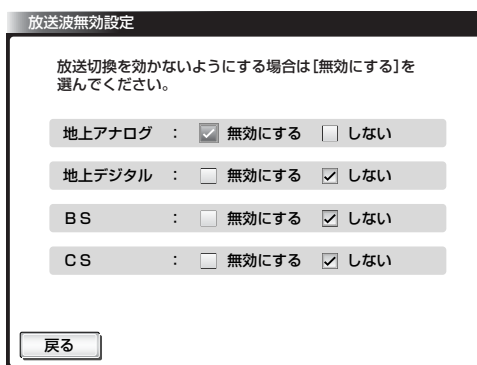 放送波無効設定
放送切換を効かないようにする場合は[無効にする]を
選んでください。
地上アナログ : 無効にする しない
地上デジタル : 無効にする しない
BS : 無効にする しない
CS : 無効にする しない
戻る